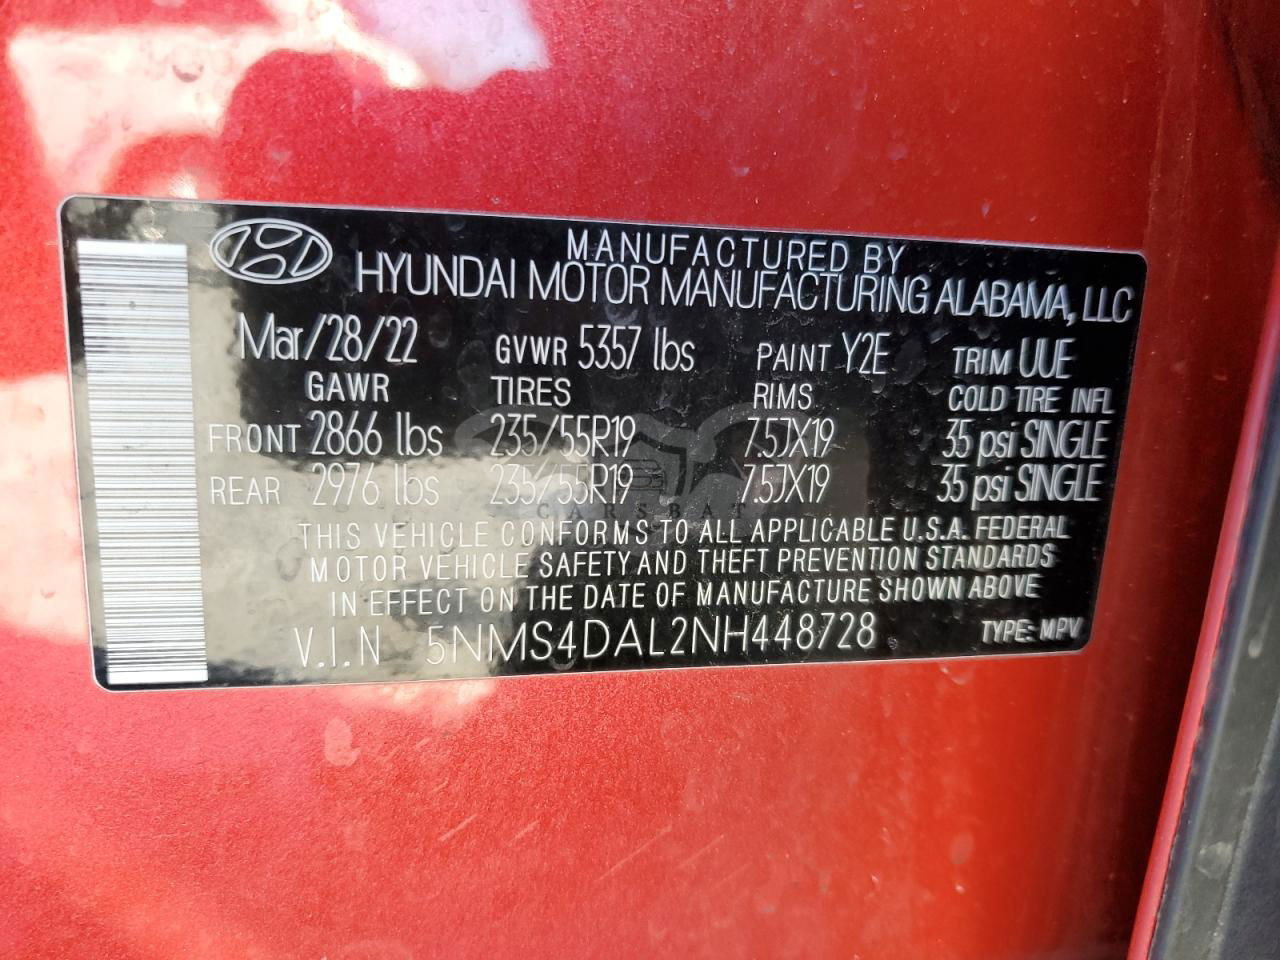 MANUFACTURED BY
HYUNDAI MOTOR MANUFACTURING ALABAMA, LLC
Mar/28/22 GVWR 5357 lbs PAINT Y2E TRIM UUE
GAWR TIRES RIMS COLD TIRE INFL
FRONT 2866 lbs 235/55R19 7.5JX19 35 psi SINGLE
REAR 2976 lbs 235/55R19 7.5JX19 35 psi SINGLE
CARSBAT
THIS VEHICLE CONFORMS TO ALL APPLICABLE U.S.A. FEDERAL
MOTOR VEHICLE SAFETY AND THEFT PREVENTION STANDARDS
IN EFFECT ON THE DATE OF MANUFACTURE SHOWN ABOVE
V.I.N 5NMS4DAL2NH448728 TYPE: MPV